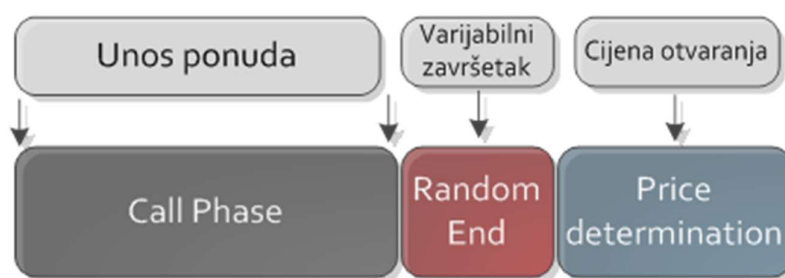 Unos ponuda
Varijabilni
završetak
Cijena otvaranja
Call Phase
Random
End
Price
determination